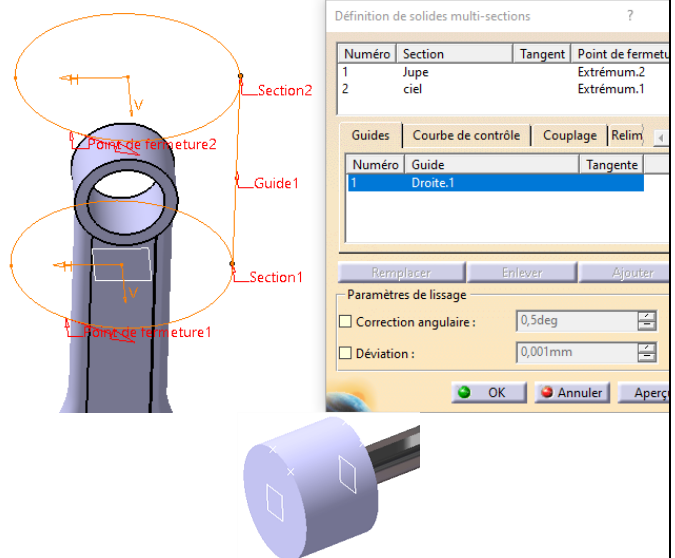 Définition de solides multi-sections ?
Numéro Section Tangent Point de fermetu
1 Jupe Extrémum.2
2 ciel Extrémum.1
Guides Courbe de contrôle Couplage Relim
Numéro Guide Tangente
1 Droite.1
Remplacer Enlever Ajouter
Paramètres de lissage
Correction angulaire : 0,5deg
Déviation : 0,001mm
OK Annuler Aperçu
H
V
Section2
Point de fermeture2
Guide1
H
V
Section1
Point de fermeture1